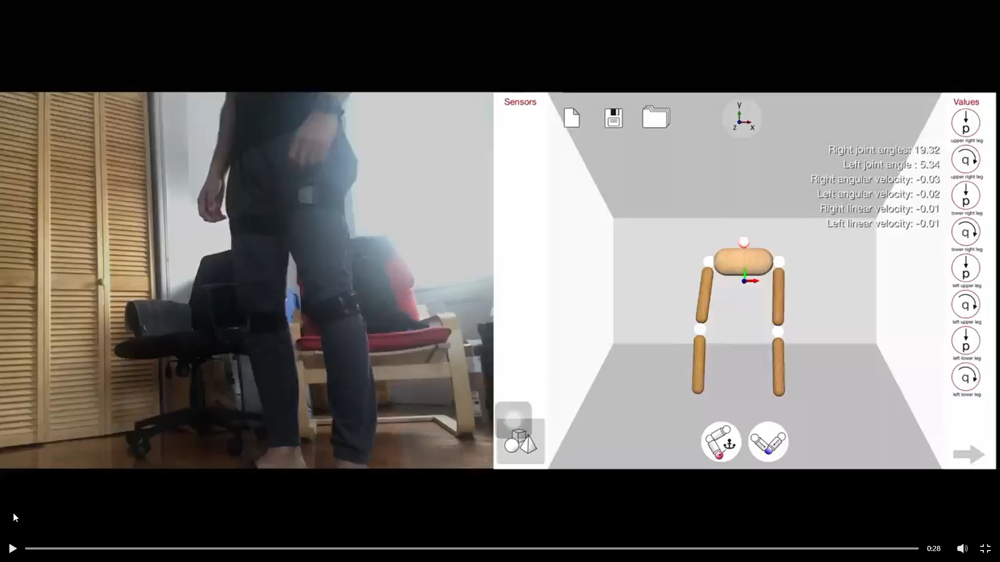 Sensors
y
z x
Right joint angles: 19.32
Left joint angle : 5.34
Right angular velocity: -0.03
Left angular velocity: -0.02
Right linear velocity: -0.01
Left linear velocity: -0.01
Values
p
upper right leg
q
upper right leg
p
lower right leg
q
lower right leg
p
left upper leg
q
left upper leg
p
left lower leg
q
left lower leg
0:28